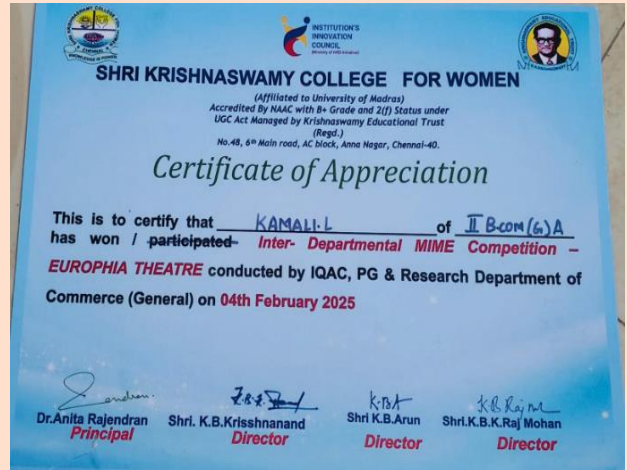 INSTITUTION'S
INNOVATION
COUNCIL
SHRI KRISHNASWAMY COLLEGE FOR WOMEN
(Affiliated to University of Madras)
Accredited By NAAC with B+ Grade and 2(f) Status under
UGC Act Managed by Krishnaswamy Educational Trust
(Regd.)
No.48, 6th Main road, AC block, Anna Nagar, Chennai-40.
Certificate of Appreciation
This is to certify that KAMALI.L of II B.COM(G)A
has won / participated Inter- Departmental MIME Competition –
EUROPHIA THEATRE conducted by IQAC, PG & Research Department of
Commerce (General) on 04th February 2025
Dr.Anita Rajendran Shri. K.B.Krisshnanand Shri K.B.Arun Shri.K.B.K.Raj Mohan
Principal Director Director Director